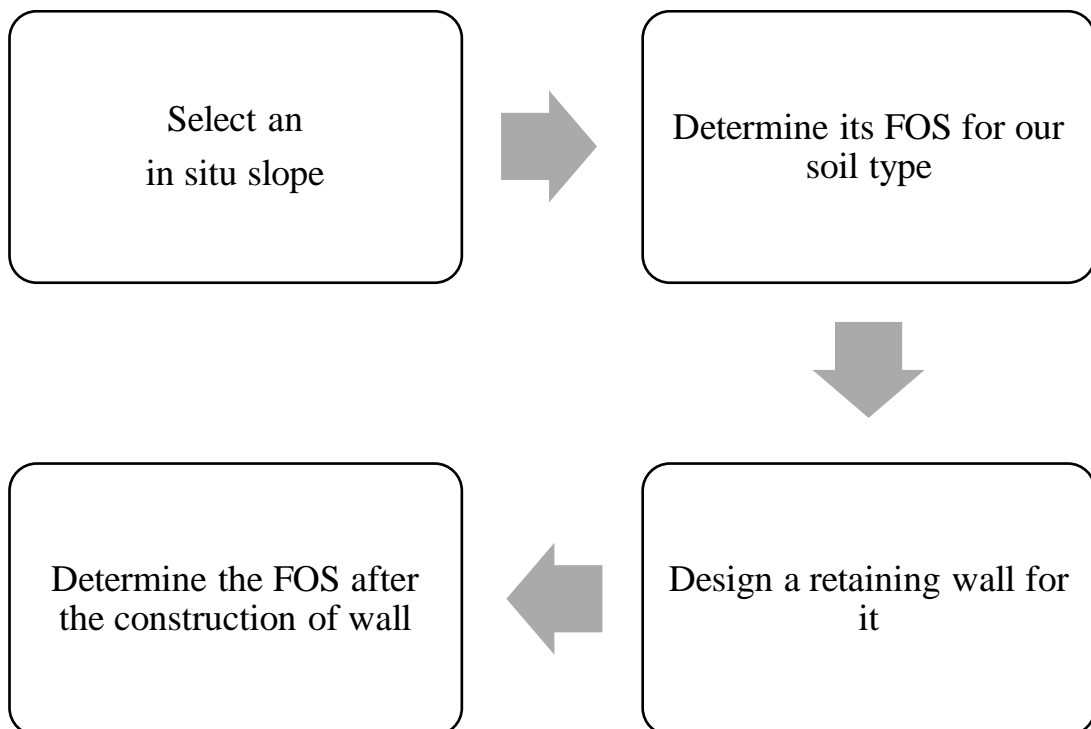 Select an
in situ slope
Determine its FOS for our
soil type
Design a retaining wall for
it
Determine the FOS after
the construction of wall